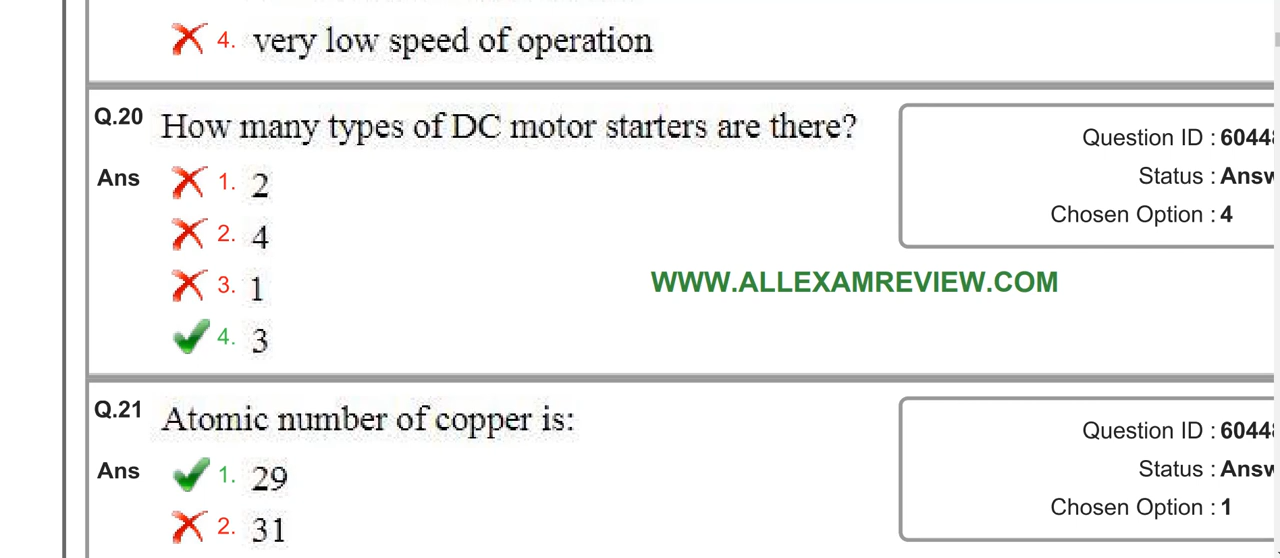 4. very low speed of operation
Q.20 How many types of DC motor starters are there?
Question ID : 6044
Ans 1. 2
Status :
Chosen Option : 4
2. 4
3. 1
WWW.ALLEXAMREVIEW.COM
4. 3
Q.21 Atomic number of copper is:
Question ID : 6044
Ans 1. 29
Status :
Chosen Option : 1
2. 31